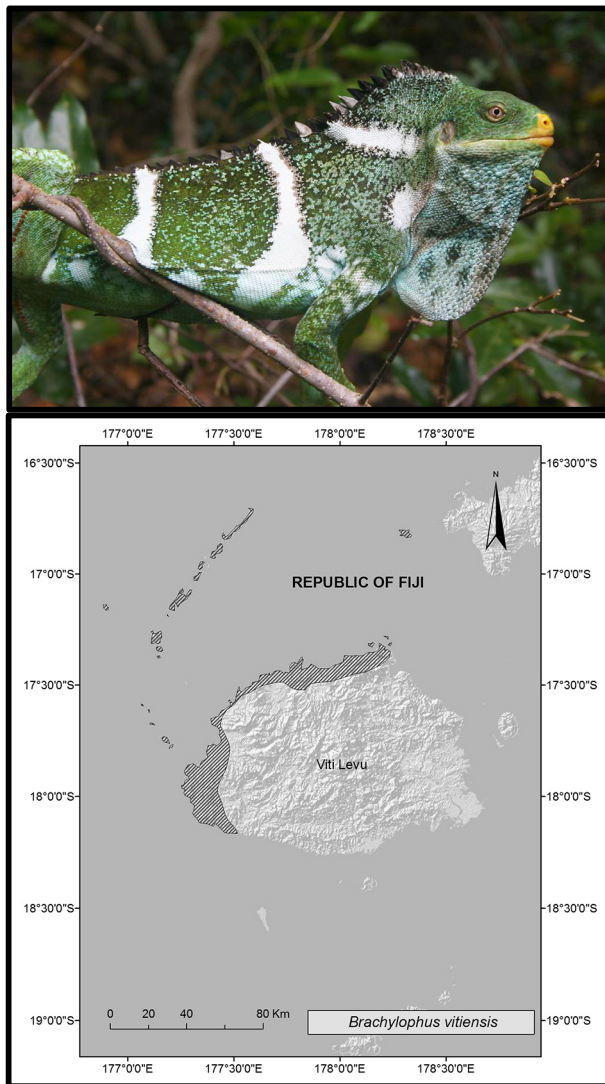 177°0'0"E 177°30'0"E 178°0'0"E 178°30'0"E
16°30'0"S 16°30'0"S
N
17°0'0"S 17°0'0"S
REPUBLIC OF FIJI
17°30'0"S 17°30'0"S
Viti Levu
18°0'0"S 18°0'0"S
18°30'0"S 18°30'0"S
19°0'0"S 19°0'0"S
0 20 40 80 Km
Brachylophus vitiensis
177°0'0"E 177°30'0"E 178°0'0"E 178°30'0"E